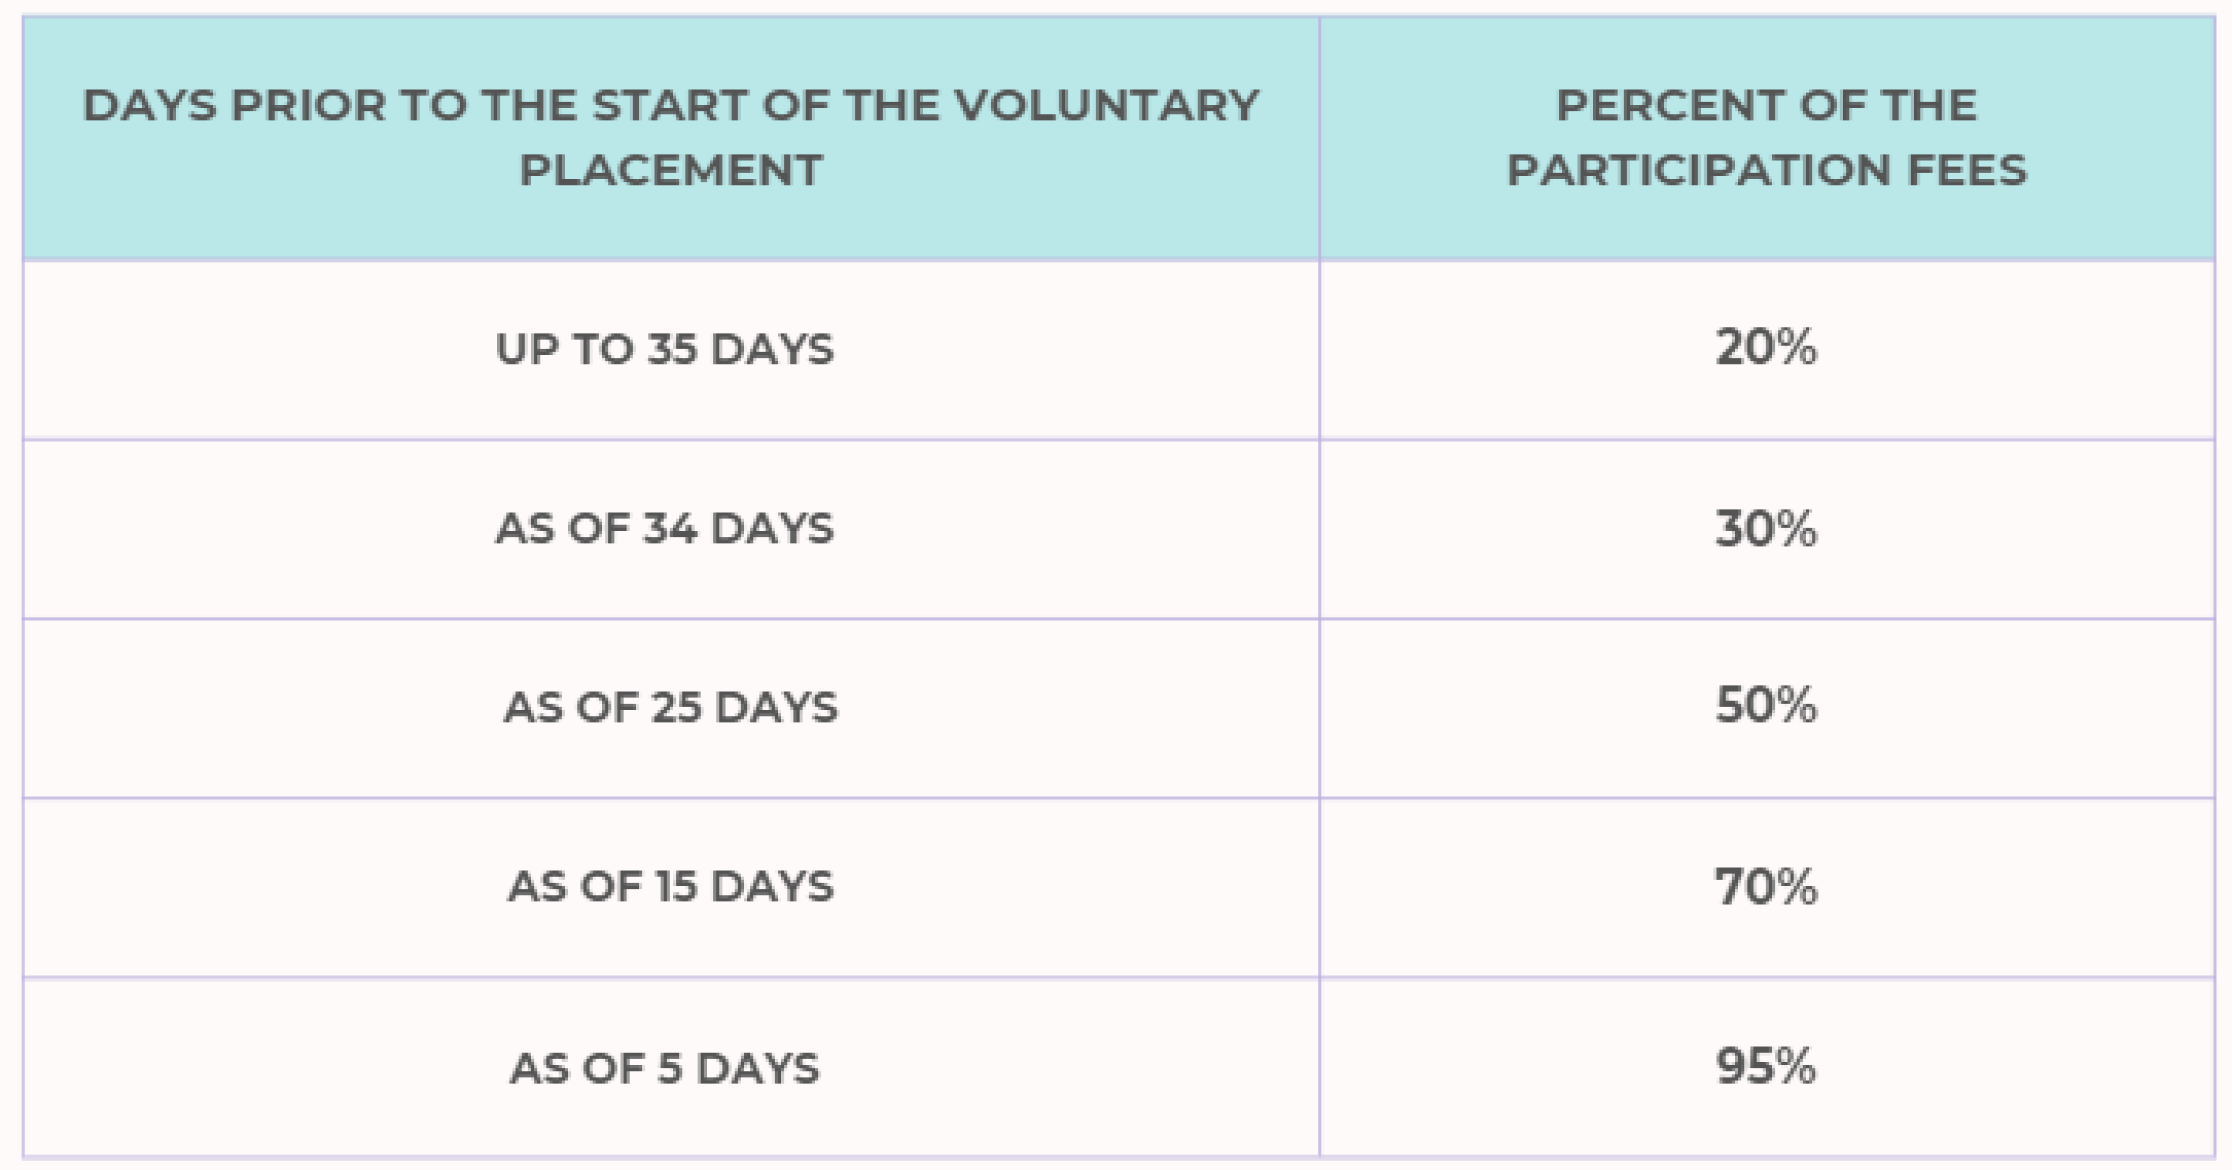 DAYS PRIOR TO THE START OF THE VOLUNTARY
PLACEMENT
PERCENT OF THE
PARTICIPATION FEES
UP TO 35 DAYS
20%
AS OF 34 DAYS
30%
AS OF 25 DAYS
50%
AS OF 15 DAYS
70%
AS OF 5 DAYS
95%